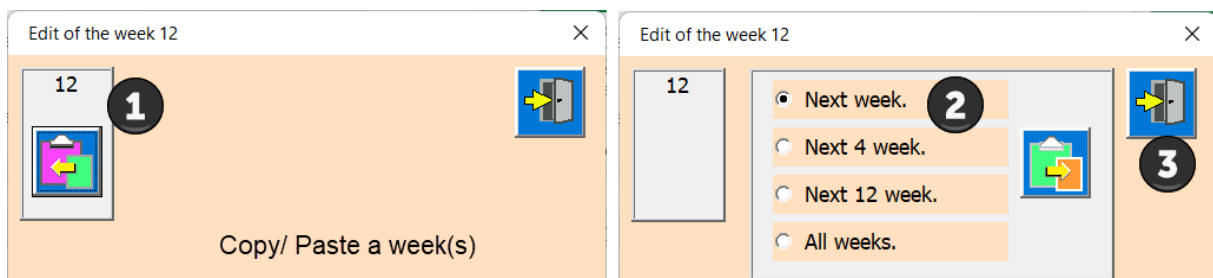 Edit of the week 12
12
1
Copy/ Paste a week(s)
Edit of the week 12
12
Next week.
2
Next 4 week.
Next 12 week.
All weeks.
3